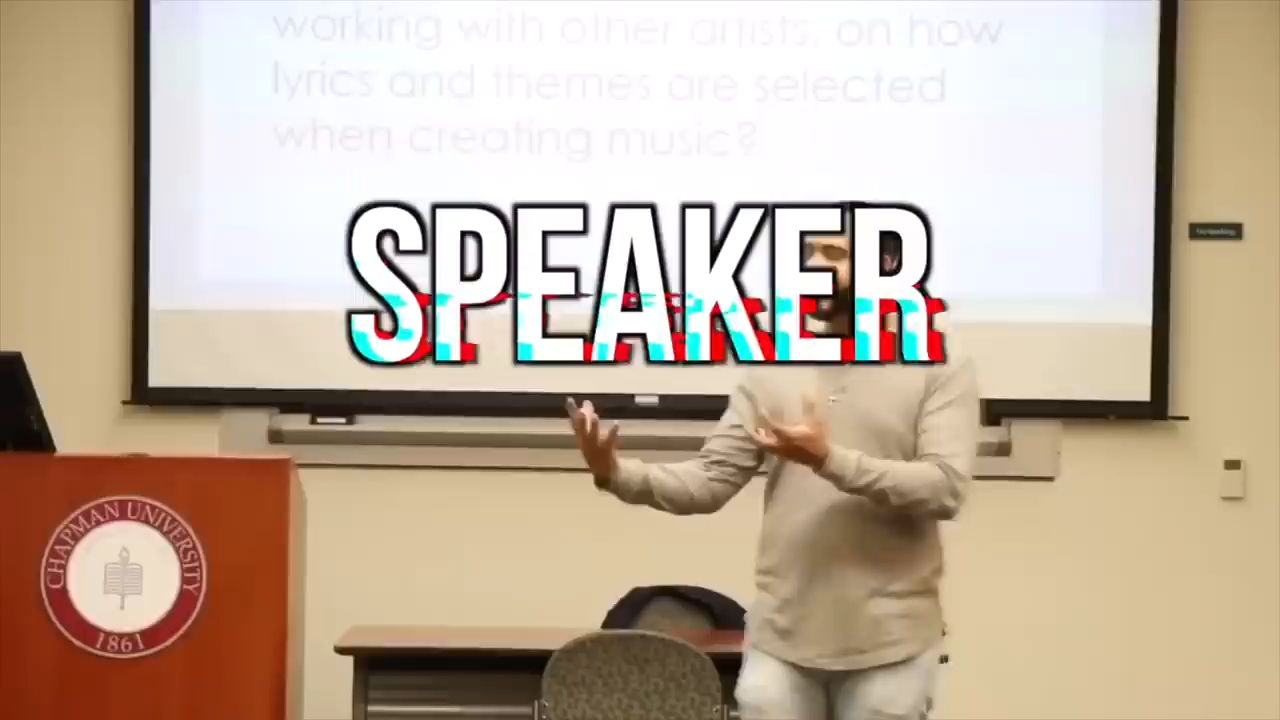 working with other artists, on how
lyrics and themes are selected
when creating music?
SPEAKER
CHAPMAN UNIVERSITY
1861